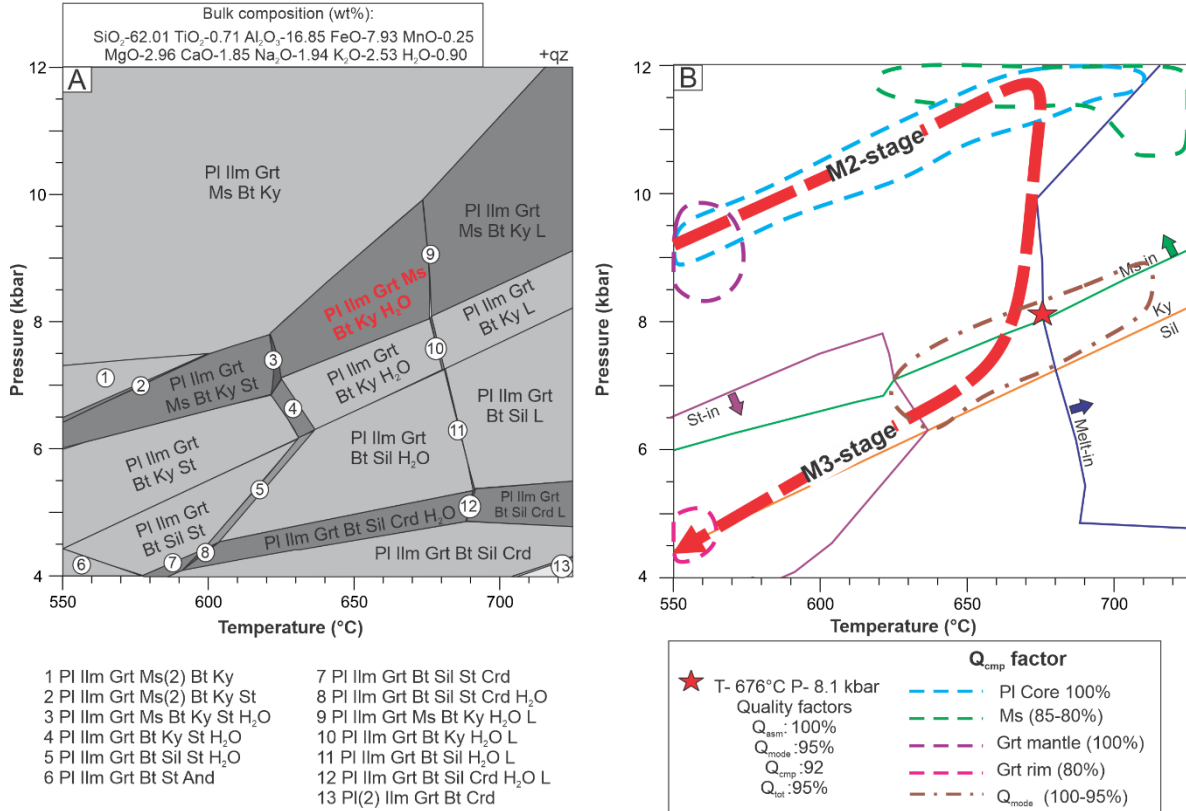 Bulk composition (wt%):
SiO₂-62.01 TiO₂-0.71 Al₂O₃-16.85 FeO-7.93 MnO-0.25
MgO-2.96 CaO-1.85 Na₂O-1.94 K₂O-2.53 H₂O-0.90
+qz
A
12
10
8
6
4
Pressure (kbar)
550
600
650
700
Temperature (°C)
Pl Ilm Grt
Ms Bt Ky
Pl Ilm Grt
Ms Bt Ky L
9
Pl Ilm Grt Ms
Bt Ky H₂O
Pl Ilm Grt
Bt Ky L
1
2
3
10
Pl Ilm Grt
Ms Bt Ky St
Pl Ilm Grt
Bt Ky H₂O
4
Pl Ilm Grt
Bt Sil L
11
Pl Ilm Grt
Bt Ky St
Pl Ilm Grt
Bt Sil H₂O
5
Pl Ilm Grt
Bt Sil St
12
Pl Ilm Grt
Bt Sil Crd L
Pl Ilm Grt Bt Sil Crd H₂O
6
7
8
Pl Ilm Grt Bt Sil Crd
13
1 Pl Ilm Grt Ms(2) Bt Ky
2 Pl Ilm Grt Ms(2) Bt Ky St
3 Pl Ilm Grt Ms Bt Ky St H₂O
4 Pl Ilm Grt Bt Ky St H₂O
5 Pl Ilm Grt Bt Sil St H₂O
6 Pl Ilm Grt Bt St And
7 Pl Ilm Grt Bt Sil St Crd
8 Pl Ilm Grt Bt Sil St Crd H₂O
9 Pl Ilm Grt Ms Bt Ky H₂O L
10 Pl Ilm Grt Bt Ky H₂O L
11 Pl Ilm Grt Bt Sil H₂O L
12 Pl Ilm Grt Bt Sil Crd H₂O L
13 Pl(2) Ilm Grt Bt Crd
B
12
10
8
6
4
Pressure (kbar)
550
600
650
700
Temperature (°C)
M2-stage
Ms-in
Ky
Sil
St-in
Melt-in
M3-stage
T- 676°C P- 8.1 kbar
Quality factors
Qasm: 100%
Qmode :95%
Qcmp :92
Qtot :95%
Qcmp factor
Pl Core 100%
Ms (85-80%)
Grt mantle (100%)
Grt rim (80%)
Qmode (100-95%)